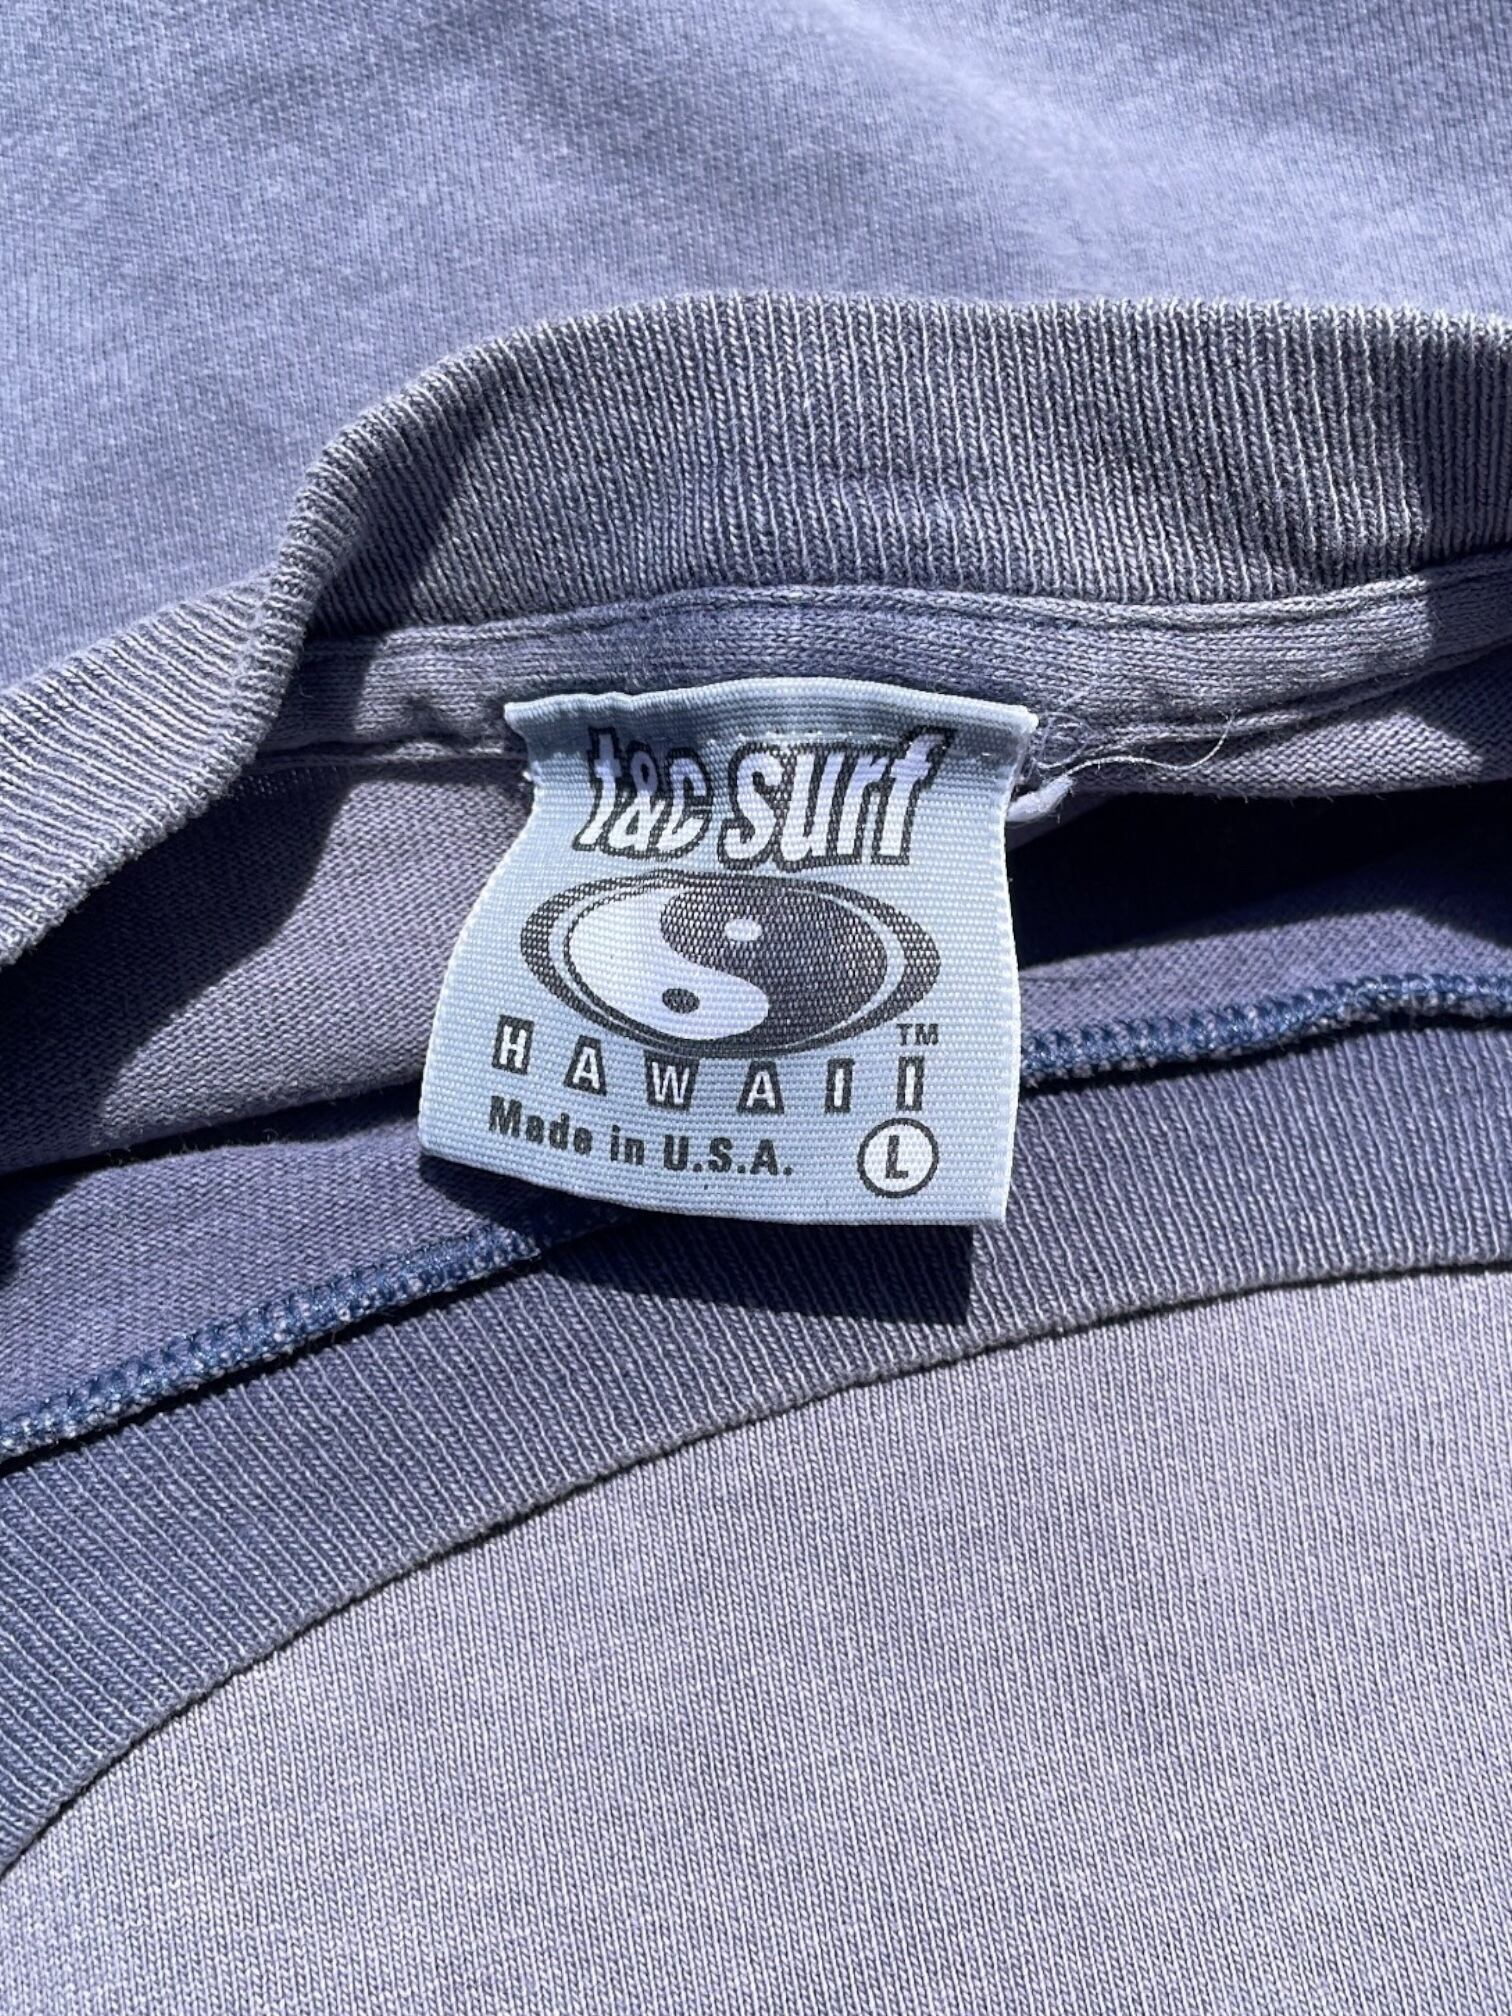 t&c surf
TM
HAWAII
Made in U.S.A. L